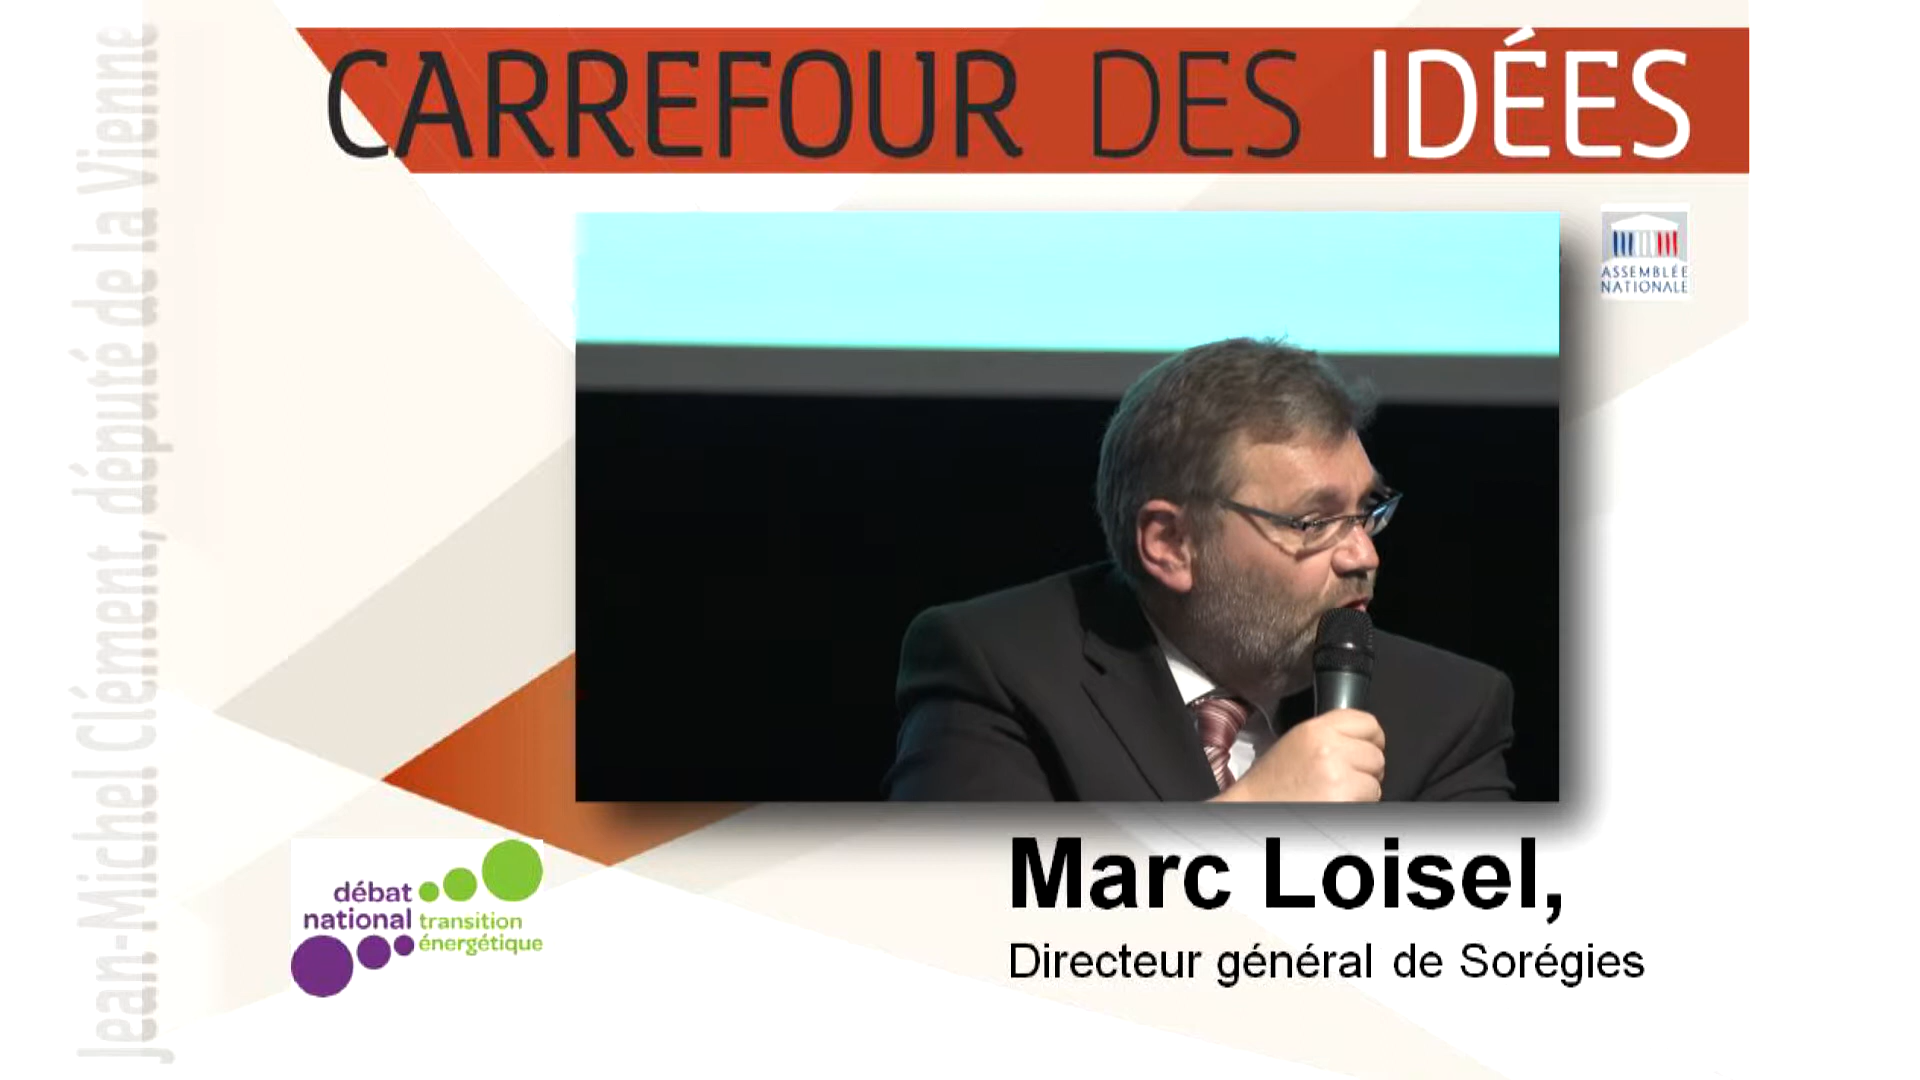 CARREFOUR DES IDÉES
Jean-Michel Clément, député de la Vienne
ASSEMBLÉE
NATIONALE
Marc Loisel,
Directeur général de Sorégies
débat
national transition
énergétique